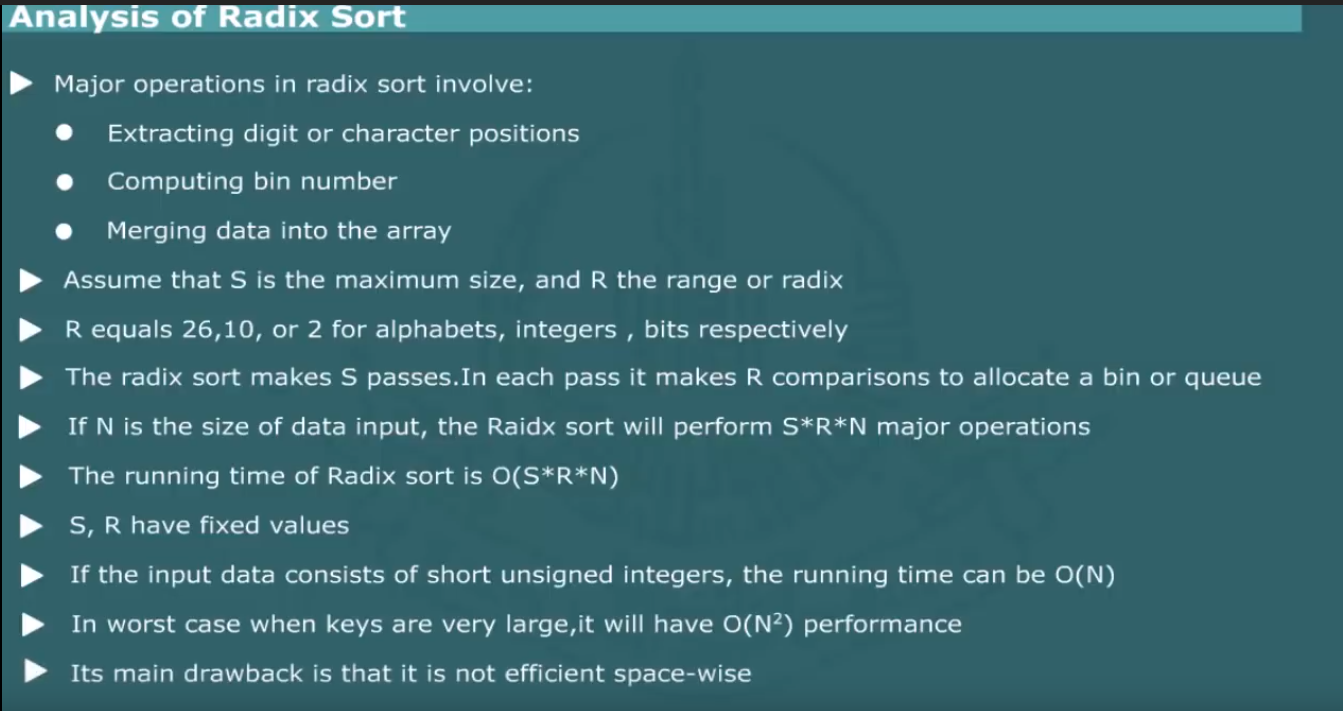 Analysis of Radix Sort
Major operations in radix sort involve:
Extracting digit or character positions
Computing bin number
Merging data into the array
Assume that S is the maximum size, and R the range or radix
R equals 26,10, or 2 for alphabets, integers , bits respectively
The radix sort makes S passes.In each pass it makes R comparisons to allocate a bin or queue
If N is the size of data input, the Raidx sort will perform S*R*N major operations
The running time of Radix sort is O(S*R*N)
S, R have fixed values
If the input data consists of short unsigned integers, the running time can be O(N)
In worst case when keys are very large,it will have O(N²) performance
Its main drawback is that it is not efficient space-wise